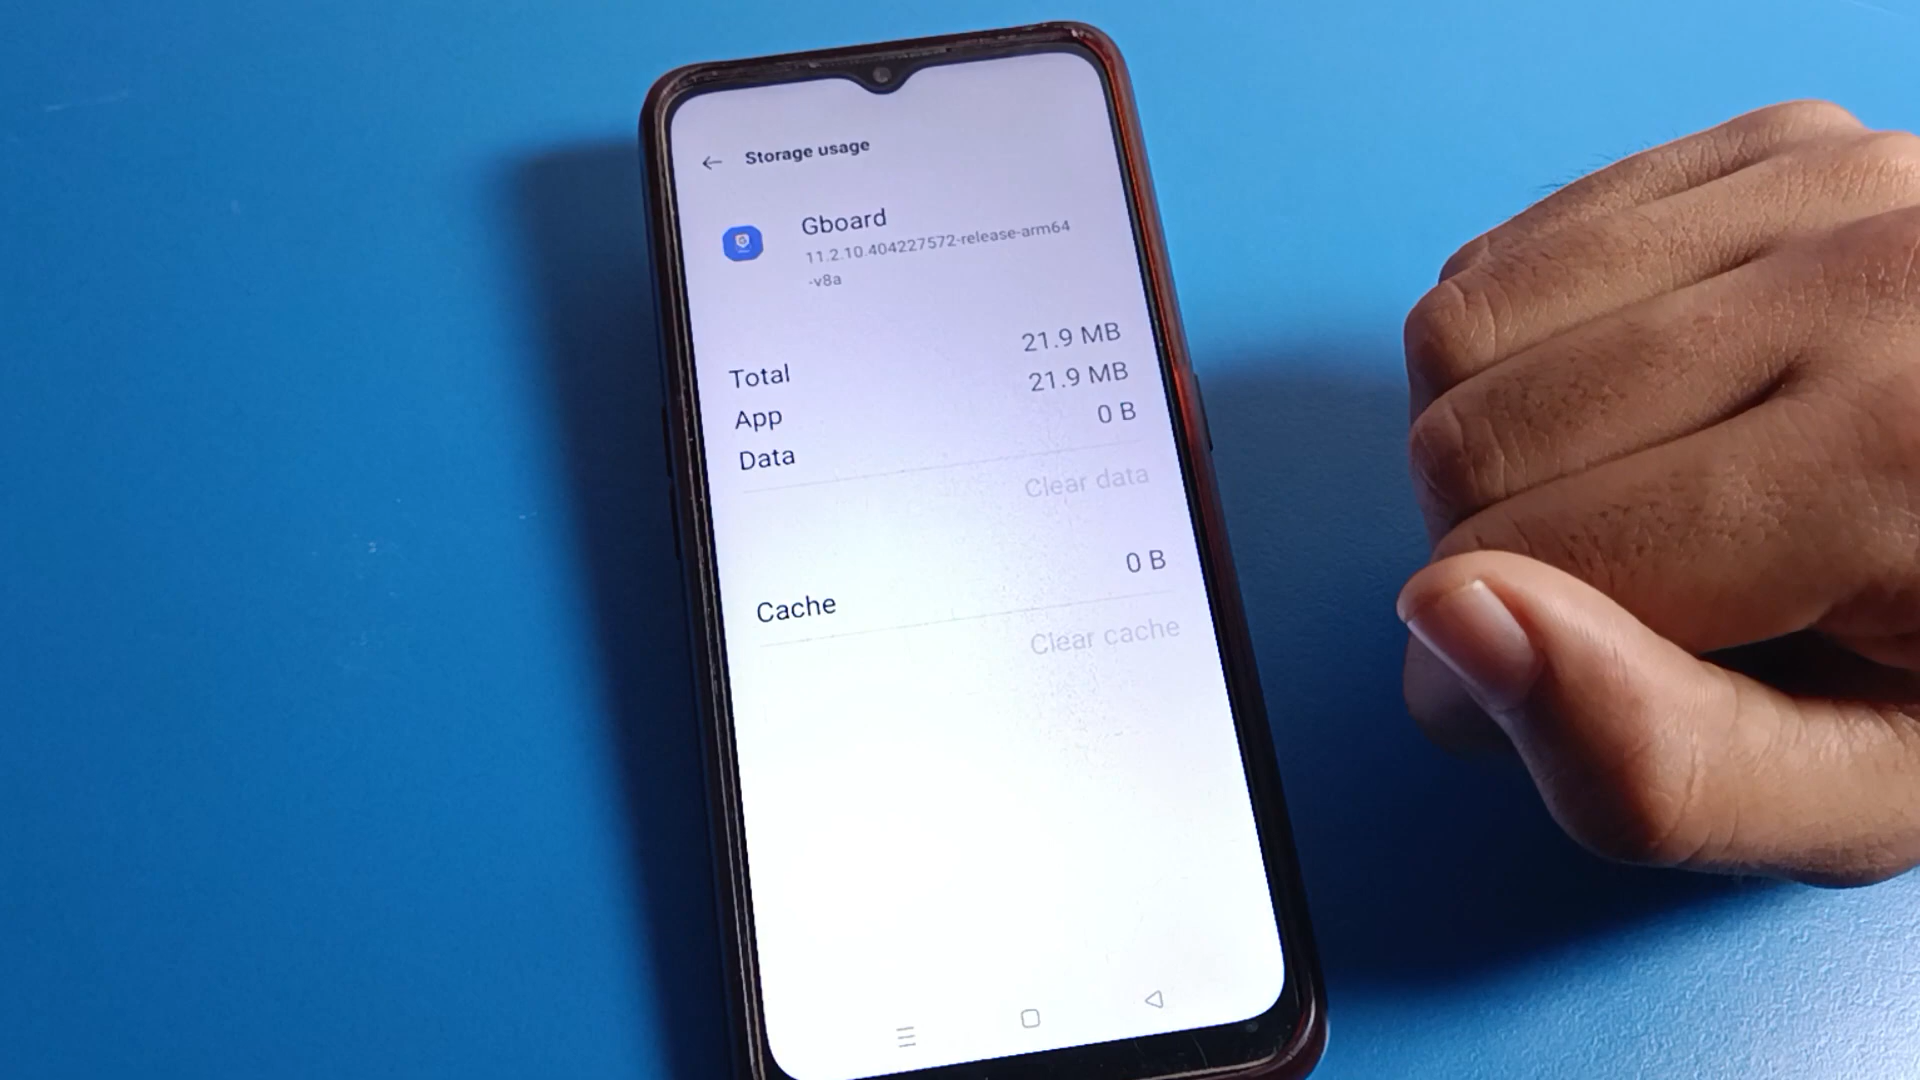 Storage usage
Gboard
11.2.10.404227572-release-arm64
-v8a
Total 21.9 MB
App 21.9 MB
Data 0 B
Clear data
Cache 0 B
Clear cache